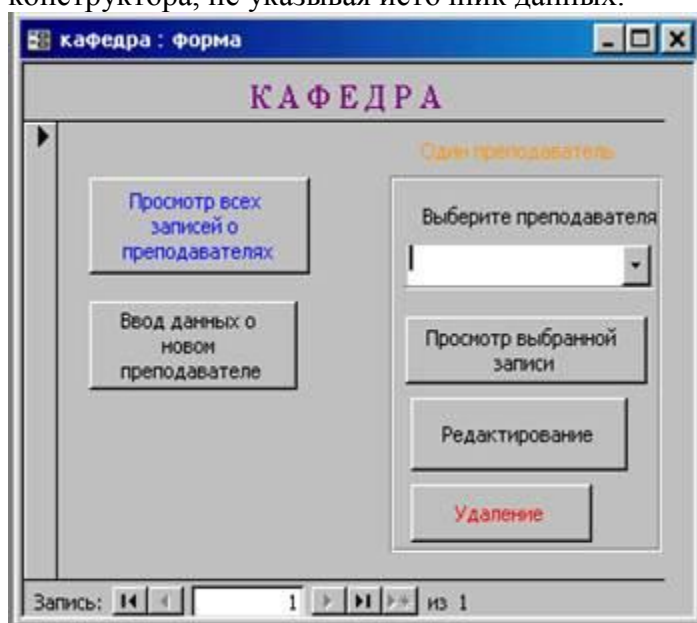 конструктора, не указывая источник данных.
кафедра : форма
КАФЕДРА
Один преподаватель
Просмотр всех
записей о
преподавателях
Выберите преподавателя
Ввод данных о
новом
преподавателе
Просмотр выбранной
записи
Редактирование
Удаление
Запись: 1 из 1